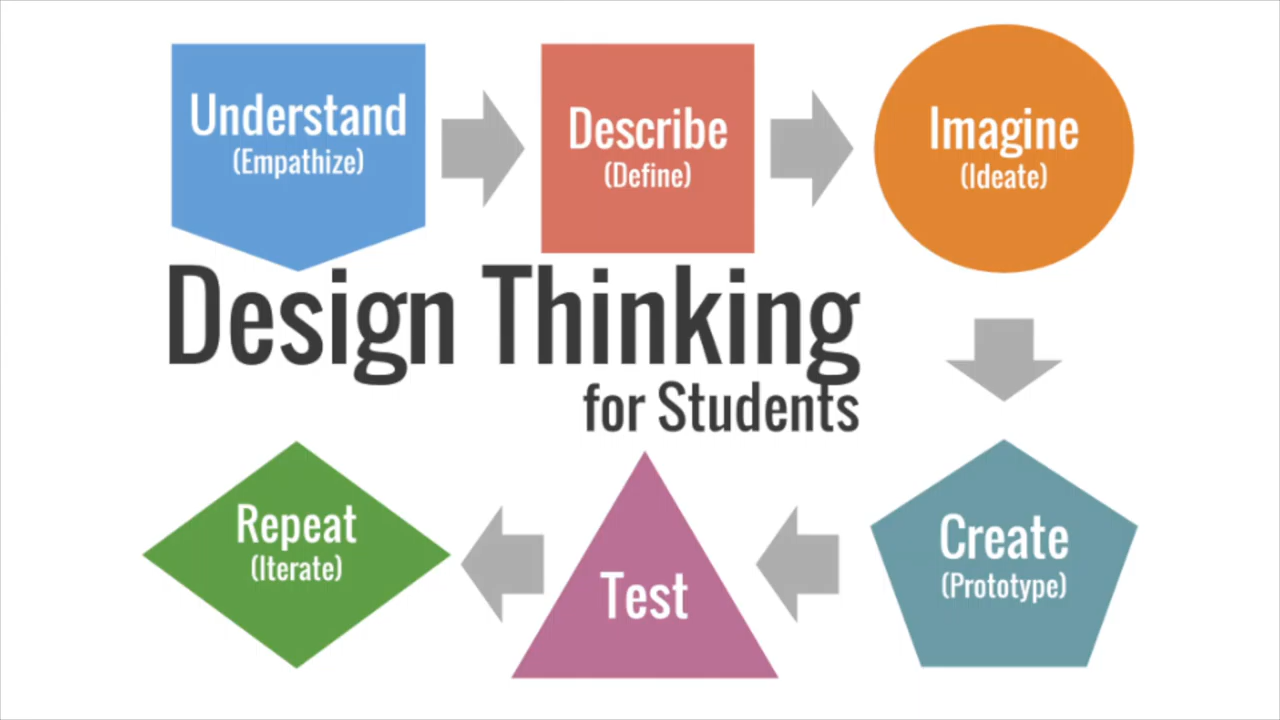 Understand
(Empathize)
Describe
(Define)
Imagine
(Ideate)
Design Thinking
for Students
Repeat
(Iterate)
Test
Create
(Prototype)